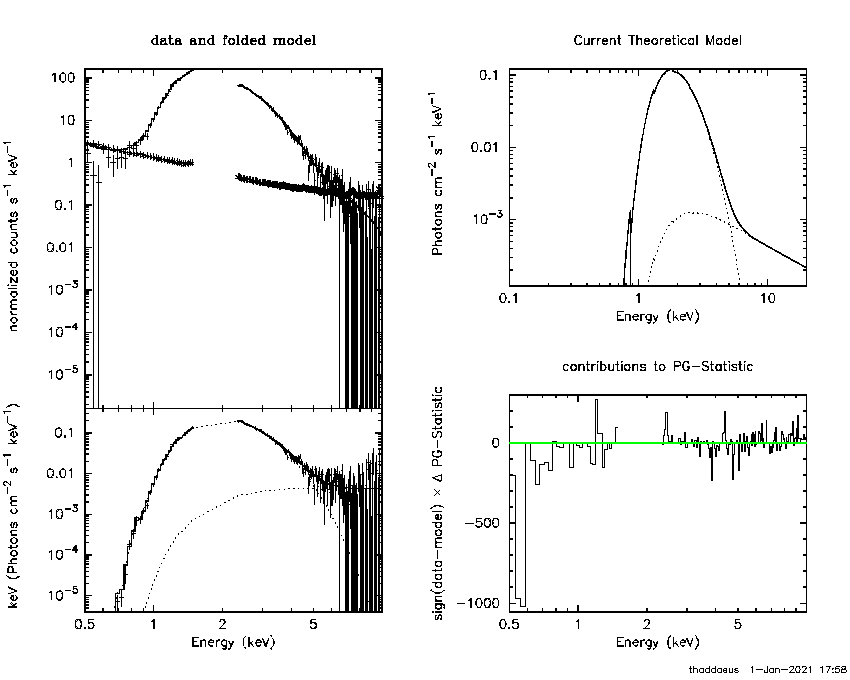 data and folded model
normalized counts s⁻¹ keV⁻¹
100
10
1
0.1
0.01
10⁻³
10⁻⁴
10⁻⁵
keV (Photons cm⁻² s⁻¹ keV⁻¹)
0.1
0.01
10⁻³
10⁻⁴
10⁻⁵
0.5 1 2 5
Energy (keV)
Current Theoretical Model
Photons cm⁻² s⁻¹ keV⁻¹
0.1
0.01
10⁻³
0.1 1 10
Energy (keV)
contributions to PG−Statistic
sign(data−model) × Δ PG−Statistic
0
−500
−1000
0.5 1 2 5
Energy (keV)
thaddaeus 1−Jan−2021 17:58